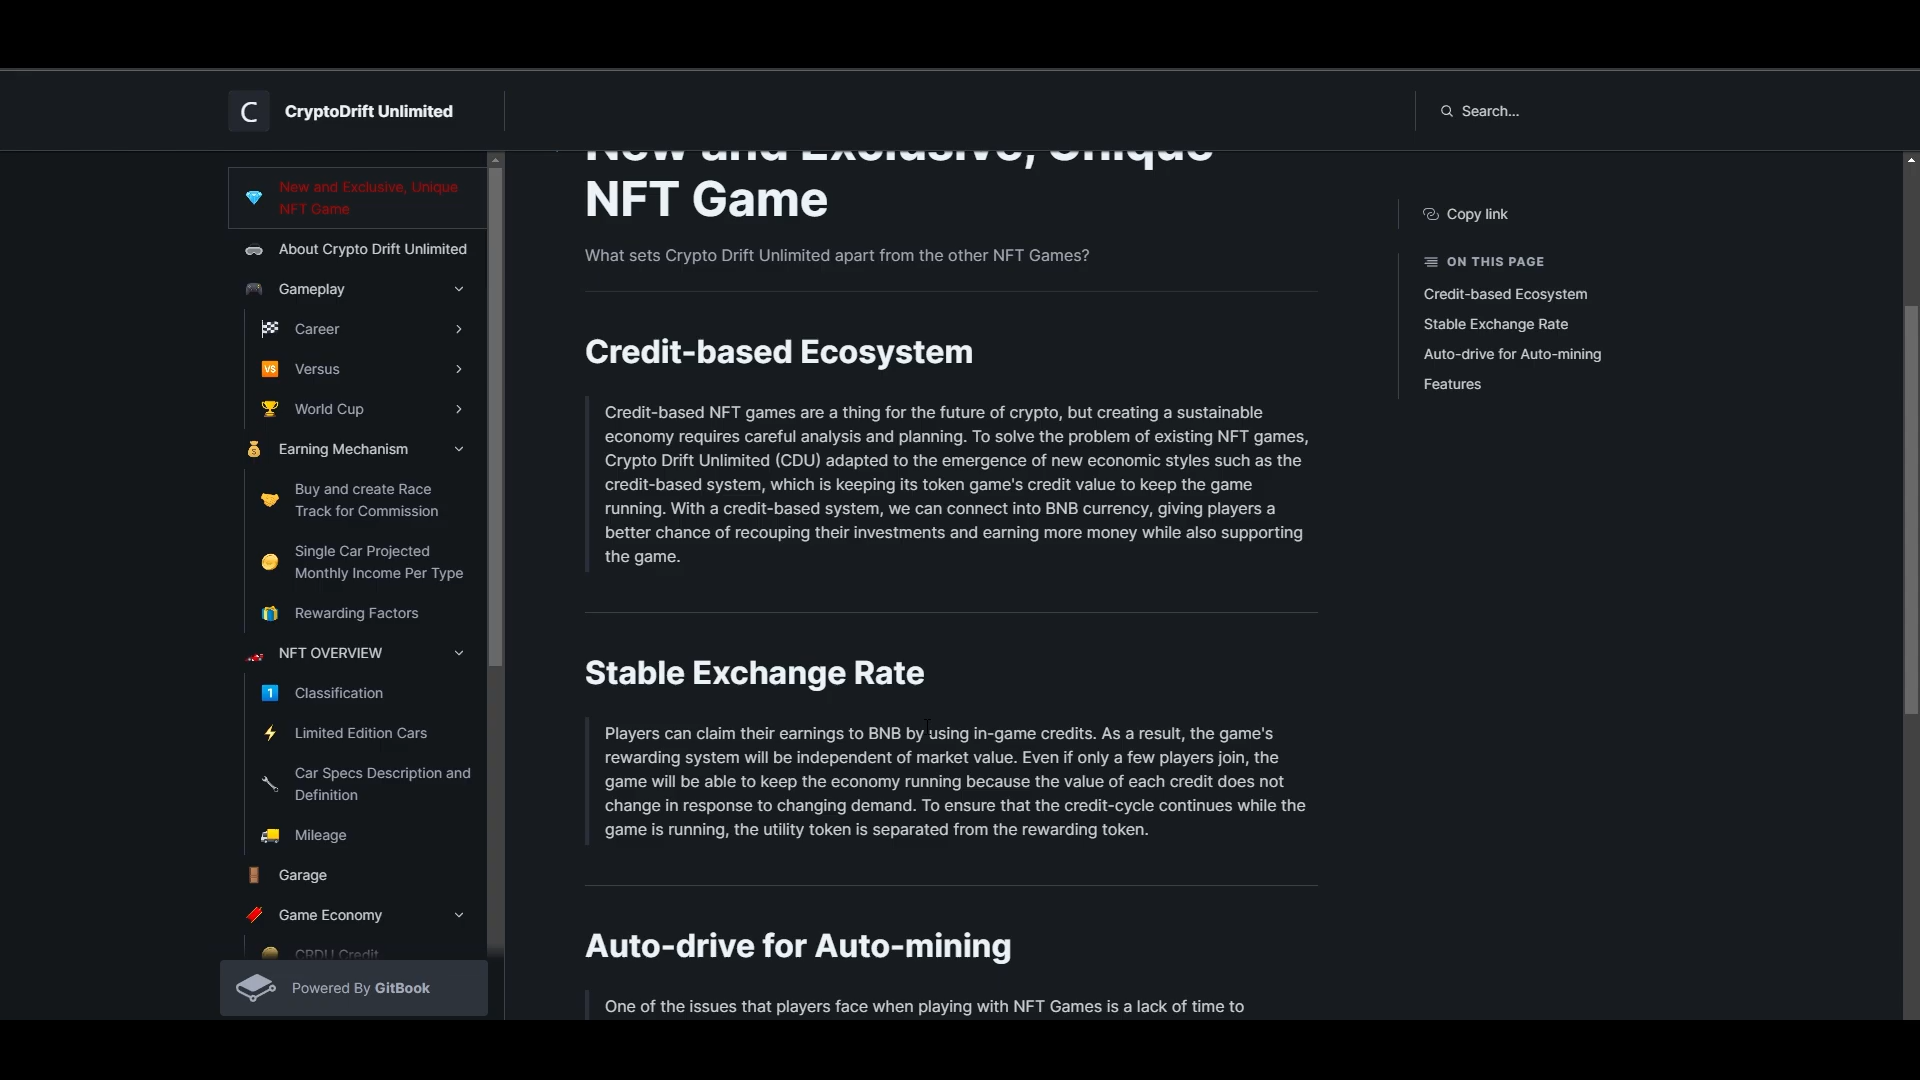 C
CryptoDrift Unlimited
Search...
New and Exclusive, Unique
NFT Game
About Crypto Drift Unlimited
Gameplay
Career
VS
Versus
World Cup
Earning Mechanism
Buy and create Race
Track for Commission
Single Car Projected
Monthly Income Per Type
Rewarding Factors
NFT OVERVIEW
1
Classification
Limited Edition Cars
Car Specs Description and
Definition
Mileage
Garage
Game Economy
CRDU Credit
Powered By GitBook
New and Exclusive, Unique
NFT Game
What sets Crypto Drift Unlimited apart from the other NFT Games?
Credit-based Ecosystem
Credit-based NFT games are a thing for the future of crypto, but creating a sustainable
economy requires careful analysis and planning. To solve the problem of existing NFT games,
Crypto Drift Unlimited (CDU) adapted to the emergence of new economic styles such as the
credit-based system, which is keeping its token game's credit value to keep the game
running. With a credit-based system, we can connect into BNB currency, giving players a
better chance of recouping their investments and earning more money while also supporting
the game.
Stable Exchange Rate
Players can claim their earnings to BNB by using in-game credits. As a result, the game's
rewarding system will be independent of market value. Even if only a few players join, the
game will be able to keep the economy running because the value of each credit does not
change in response to changing demand. To ensure that the credit-cycle continues while the
game is running, the utility token is separated from the rewarding token.
Auto-drive for Auto-mining
One of the issues that players face when playing with NFT Games is a lack of time to
Copy link
ON THIS PAGE
Credit-based Ecosystem
Stable Exchange Rate
Auto-drive for Auto-mining
Features